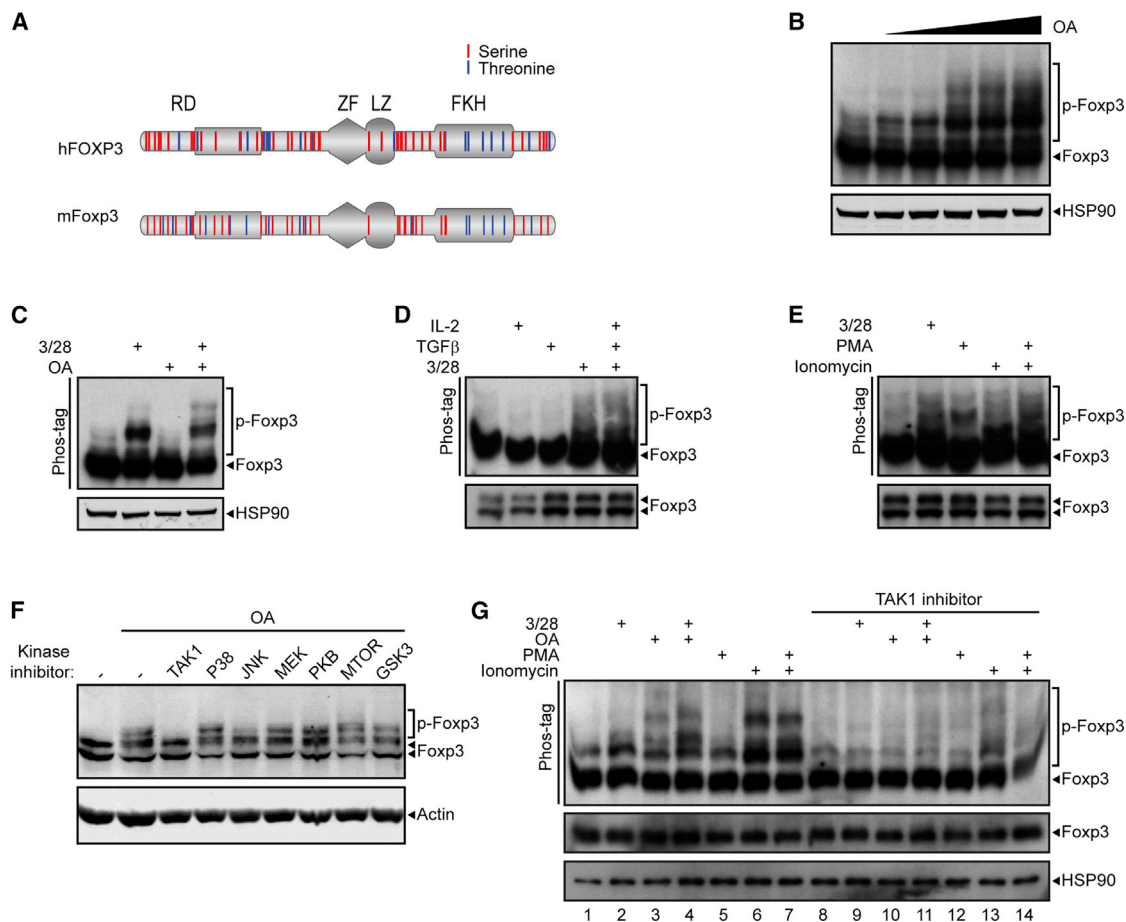 A
Serine
Threonine
RD ZF LZ FKH
hFOXP3
mFoxp3
B
OA
p-Foxp3
Foxp3
HSP90
C
3/28 + +
OA + +
Phos-tag
p-Foxp3
Foxp3
HSP90
D
IL-2 + +
TGFβ + +
3/28 + +
Phos-tag
p-Foxp3
Foxp3
Foxp3
E
3/28 +
PMA + +
Ionomycin + +
Phos-tag
p-Foxp3
Foxp3
Foxp3
F
OA
Kinase
inhibitor: - - TAK1 P38 JNK MEK PKB MTOR GSK3
p-Foxp3
Foxp3
Actin
G
TAK1 inhibitor
3/28 + + + +
OA + + + +
PMA + + + +
Ionomycin + + + +
Phos-tag
p-Foxp3
Foxp3
Foxp3
HSP90
1 2 3 4 5 6 7 8 9 10 11 12 13 14